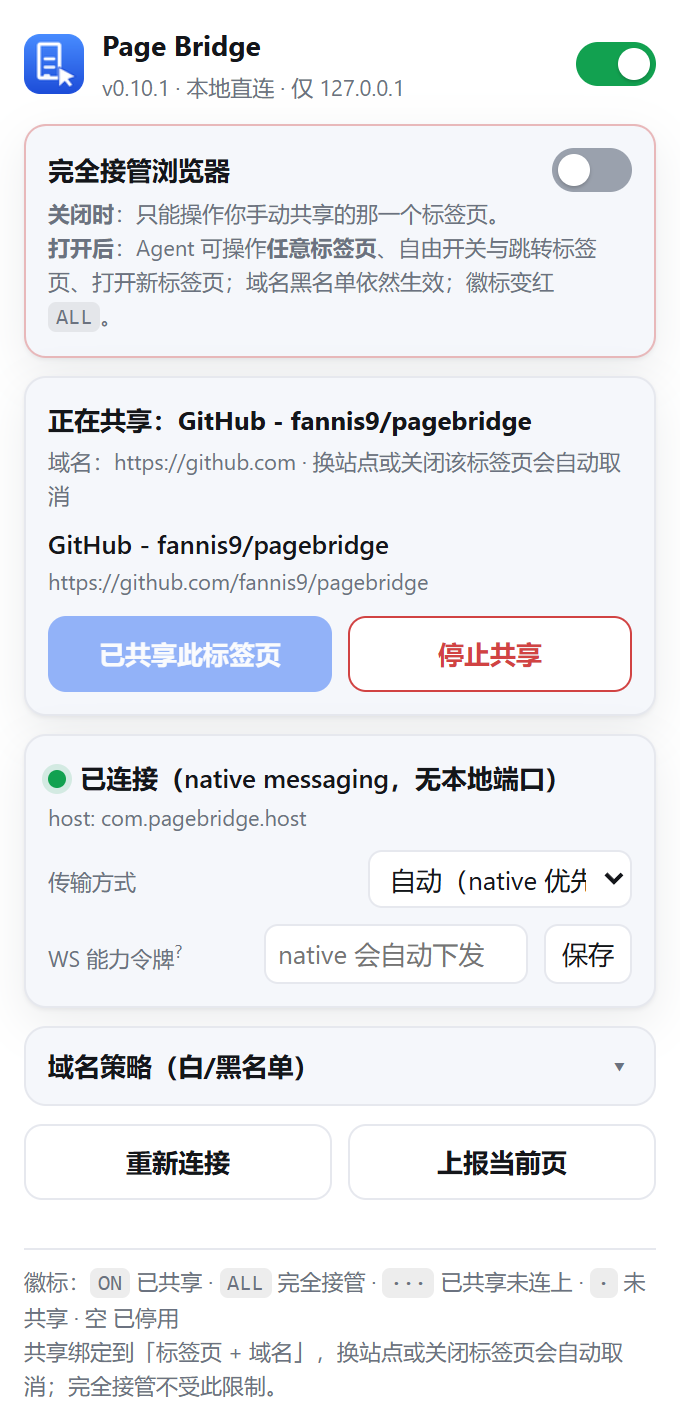 Page Bridge
v0.10.1 · 本地直连 · 仅 127.0.0.1
完全接管浏览器
关闭时：只能操作你手动共享的那一个标签页。
打开后：Agent 可操作任意标签页、自由开关与跳转标签
页、打开新标签页；域名黑名单依然生效；徽标变红
ALL。
正在共享：GitHub - fannis9/pagebridge
域名：https://github.com · 换站点或关闭该标签页会自动取
消
GitHub - fannis9/pagebridge
https://github.com/fannis9/pagebridge
已共享此标签页
停止共享
已连接（native messaging，无本地端口）
host: com.pagebridge.host
传输方式
自动（native 优先
WS 能力令牌?
native 会自动下发
保存
域名策略（白/黑名单）
重新连接
上报当前页
徽标：ON 已共享 · ALL 完全接管 · ··· 已共享未连上 · · 未
共享 · 空 已停用
共享绑定到「标签页 + 域名」，换站点或关闭标签页会自动取
消；完全接管不受此限制。